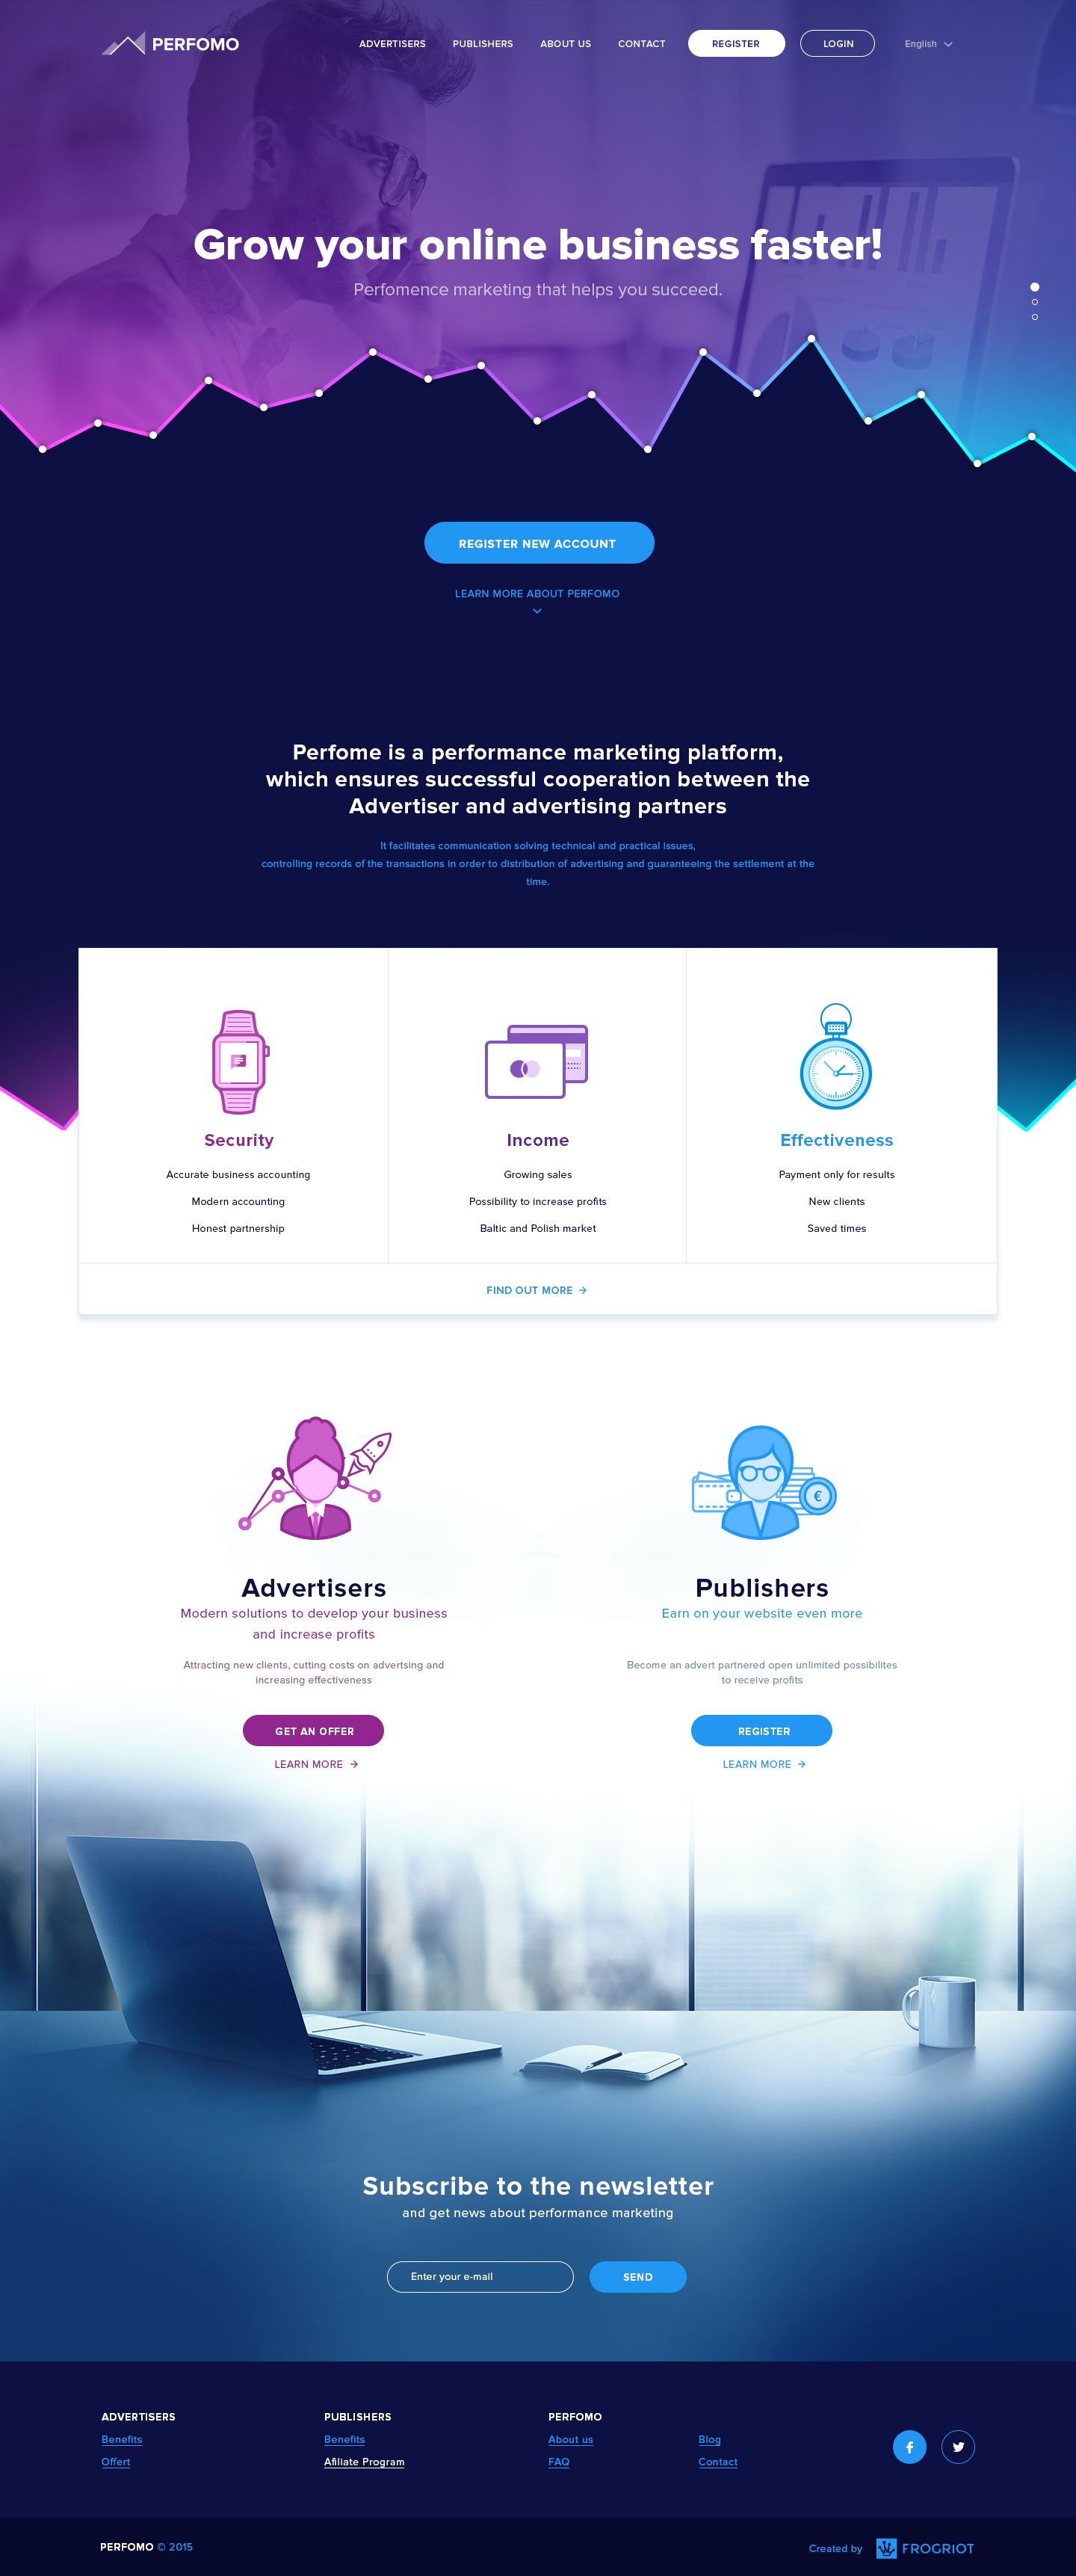 PERFOMO
ADVERTISERS PUBLISHERS ABOUT US CONTACT REGISTER LOGIN English
Grow your online business faster!
Perfomence marketing that helps you succeed.
REGISTER NEW ACCOUNT
LEARN MORE ABOUT PERFOMO
Perfome is a performance marketing platform,
which ensures successful cooperation between the
Advertiser and advertising partners
It facilitates communication solving technical and practical issues,
controlling records of the transactions in order to distribution of advertising and guaranteeing the settlement at the
time.
Security
Accurate business accounting
Modern accounting
Honest partnership
Income
Growing sales
Possibility to increase profits
Baltic and Polish market
Effectiveness
Payment only for results
New clients
Saved times
FIND OUT MORE →
€
Advertisers
Modern solutions to develop your business
and increase profits
Attracting new clients, cutting costs on advertsing and
increasing effectiveness
GET AN OFFER
LEARN MORE →
Publishers
Earn on your website even more
Become an advert partnered open unlimited possibilites
to receive profits
REGISTER
LEARN MORE →
Subscribe to the newsletter
and get news about performance marketing
Enter your e-mail
SEND
ADVERTISERS
Benefits
Offert
PUBLISHERS
Benefits
Afiliate Program
PERFOMO
About us
FAQ
Blog
Contact
PERFOMO © 2015
Created by FROGRIOT